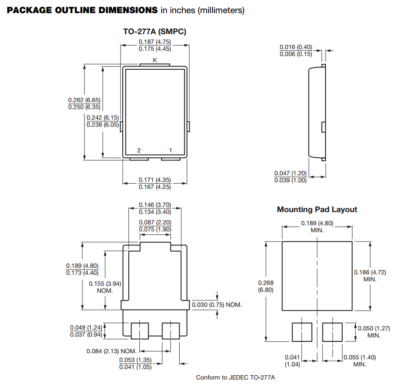 PACKAGE OUTLINE DIMENSIONS in inches (millimeters)
TO-277A (SMPC)
0.187 (4.75)
0.175 (4.45)
K
0.016 (0.40)
0.006 (0.15)
0.262 (6.65)
0.250 (6.35)
0.242 (6.15)
0.238 (6.05)
2
1
0.171 (4.35)
0.167 (4.25)
0.047 (1.20)
0.039 (1.00)
0.146 (3.70)
0.134 (3.40)
0.087 (2.20)
0.075 (1.90)
Mounting Pad Layout
0.189 (4.80)
MIN.
0.189 (4.80)
0.173 (4.40)
0.155 (3.94)
NOM.
0.268
(6.80)
0.186 (4.72)
MIN.
0.030 (0.75) NOM.
0.049 (1.24)
0.037 (0.94)
0.050 (1.27)
MIN.
0.084 (2.13) NOM.
0.053 (1.35)
0.041 (1.05)
0.041
(1.04)
0.055 (1.40)
MIN.
Conform to JEDEC TO-277A